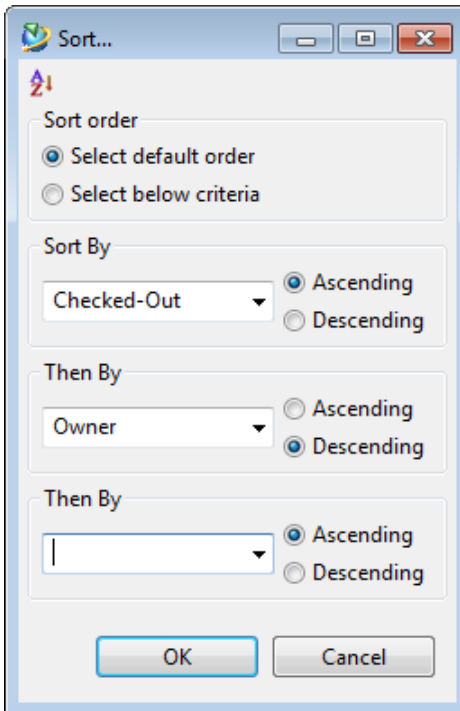 Sort...
Sort order
Select default order
Select below criteria
Sort By
Checked-Out
Ascending
Descending
Then By
Owner
Ascending
Descending
Then By
Ascending
Descending
OK
Cancel